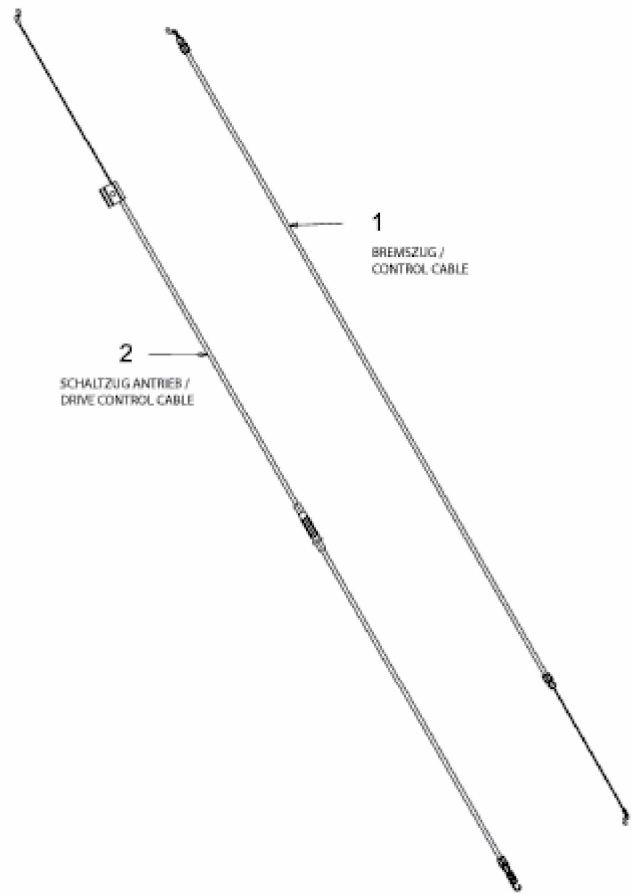 1
BREMSZUG /
CONTROL CABLE
2
SCHALTZUG ANTRIEB /
DRIVE CONTROL CABLE